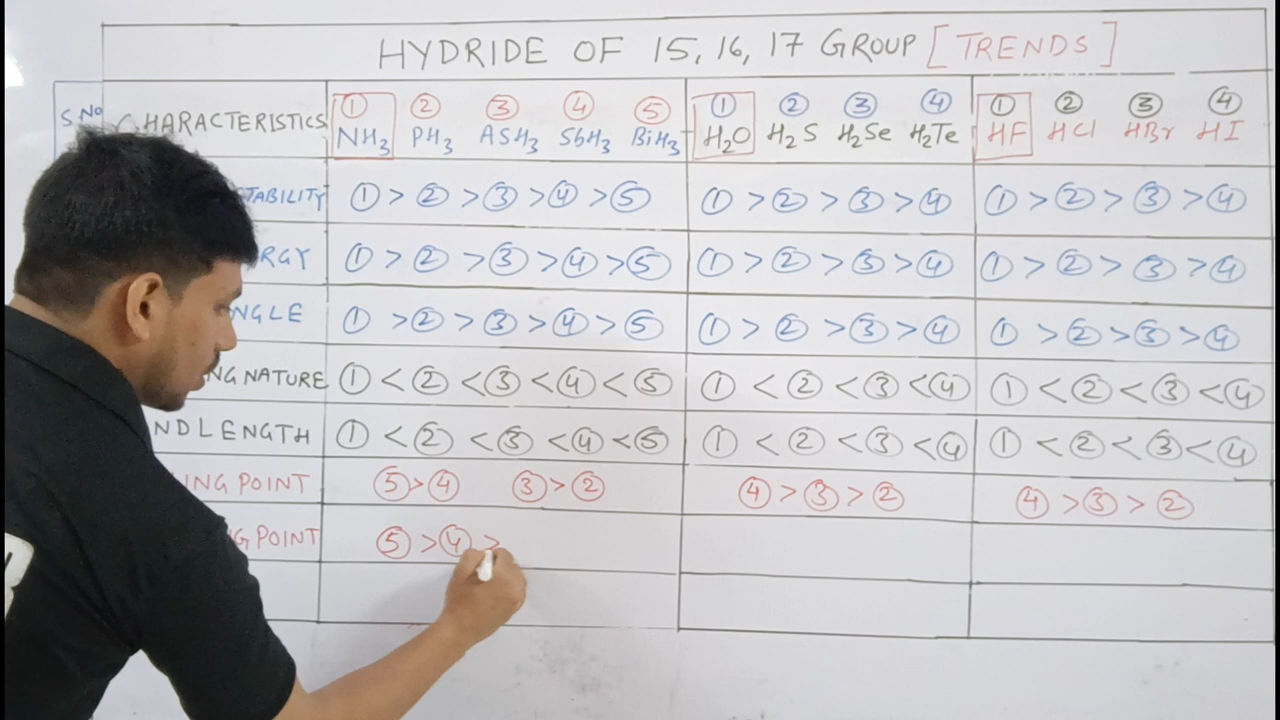 HYDRIDE OF 15, 16, 17 GROUP [TRENDS]
S.No CHARACTERISTICS ① NH₃ ② PH₃ ③ ASH₃ ④ SbH₃ ⑤ BiH₃ ① H₂O ② H₂S ③ H₂Se ④ H₂Te ① HF ② HCl ③ HBr ④ HI
TABILITY ① > ② > ③ > ④ > ⑤ ① > ② > ③ > ④ ① > ② > ③ > ④
RGY ① > ② > ③ > ④ > ⑤ ① > ② > ③ > ④ ① > ② > ③ > ④
NGLE ① > ② > ③ > ④ > ⑤ ① > ② > ③ > ④ ① > ② > ③ > ④
NG NATURE ① < ② < ③ < ④ < ⑤ ① < ② < ③ < ④ ① < ② < ③ < ④
ND LENGTH ① < ② < ③ < ④ < ⑤ ① < ② < ③ < ④ ① < ② < ③ < ④
ING POINT ⑤ > ④ ③ > ② ④ > ③ > ② ④ > ③ > ②
G POINT ⑤ > ④ >